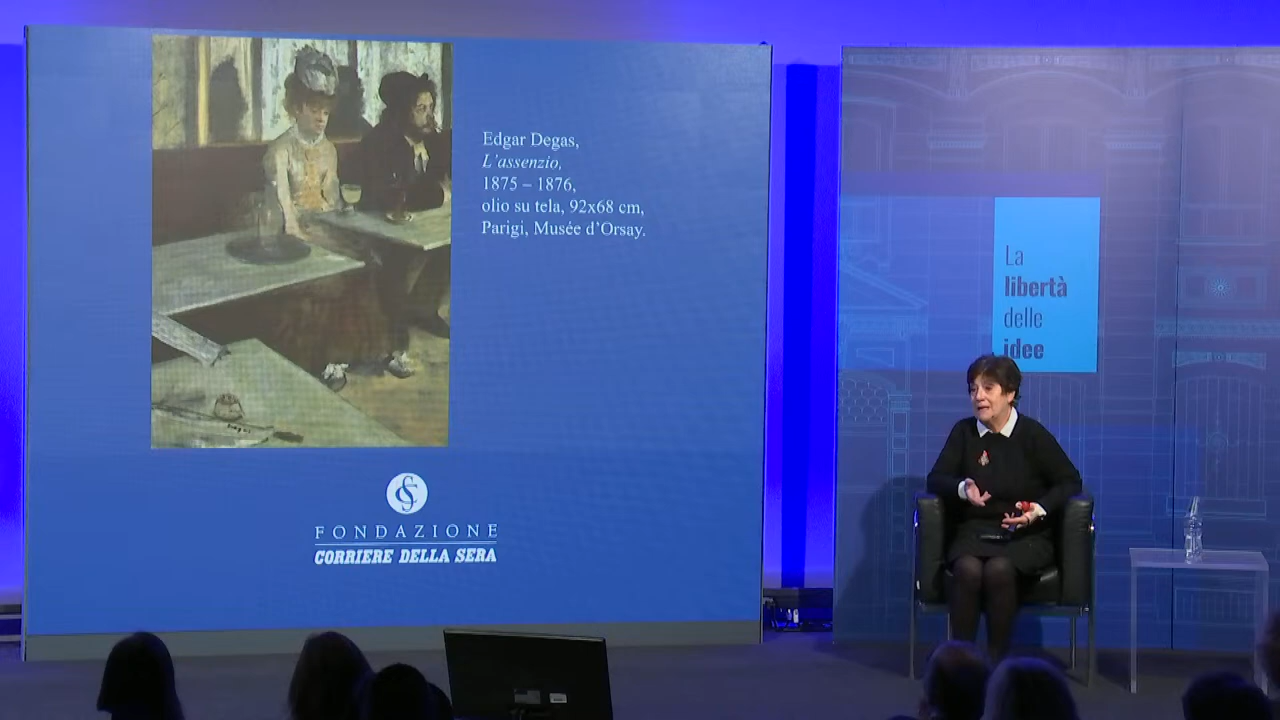 Edgar Degas,
L'assenzio,
1875 – 1876,
olio su tela, 92x68 cm,
Parigi, Musée d'Orsay.
FONDAZIONE
CORRIERE DELLA SERA
La
libertà
delle
idee